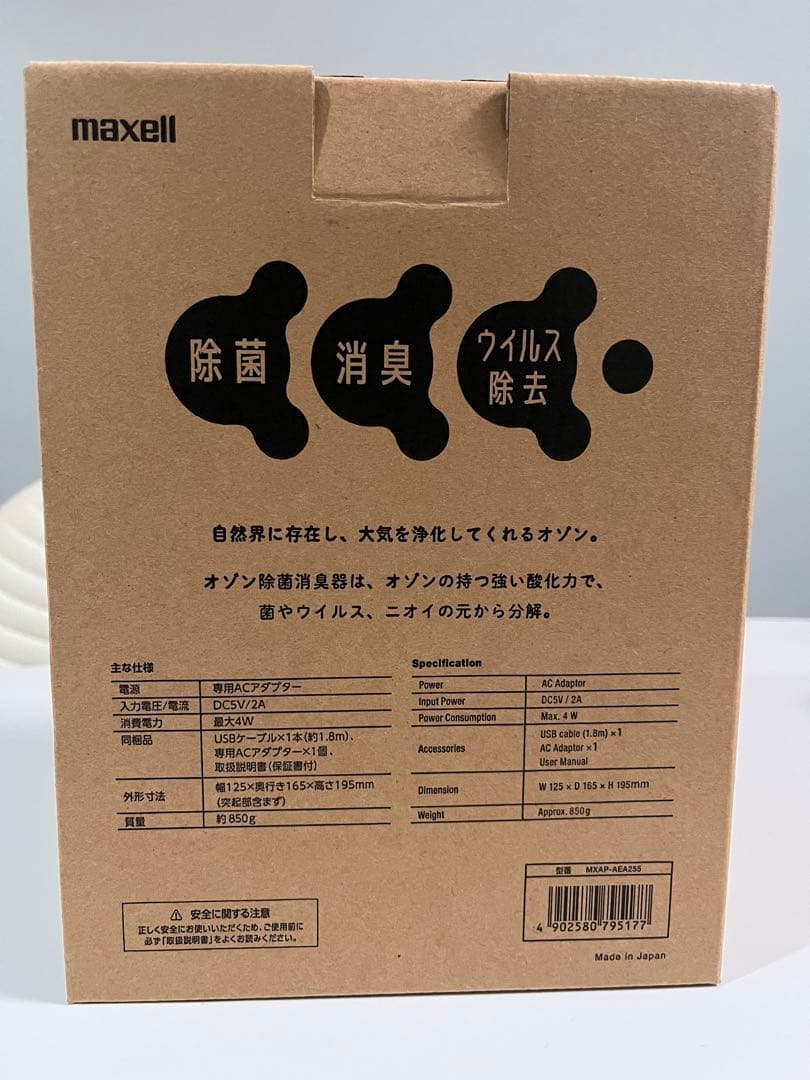 maxell
除菌
消臭
ウイルス
除去
自然界に存在し、大気を浄化してくれるオゾン。
オゾン除菌消臭器は、オゾンの持つ強い酸化力で、
菌やウイルス、ニオイの元から分解。
主な仕様
電源 専用ACアダプター
入力電圧/電流 DC5V/2A
消費電力 最大4W
同梱品 USBケーブル×1本(約1.8m)、
専用ACアダプター×1個、
取扱説明書(保証書付)
外形寸法 幅125×奥行き165×高さ195mm
(突起部含まず)
質量 約850g
Specification
Power AC Adaptor
Input Power DC5V / 2A
Power Consumption Max. 4 W
Accessories USB cable (1.8m) × 1
AC Adaptor × 1
User Manual
Dimension W 125 × D 165 × H 195mm
Weight Approx. 850g
⚠ 安全に関する注意
正しく安全にお使いいただくため、ご使用前に
必ず「取扱説明書」をよくお読みください。
型番 MXAP-AEA255
4 902580 795177
Made in Japan